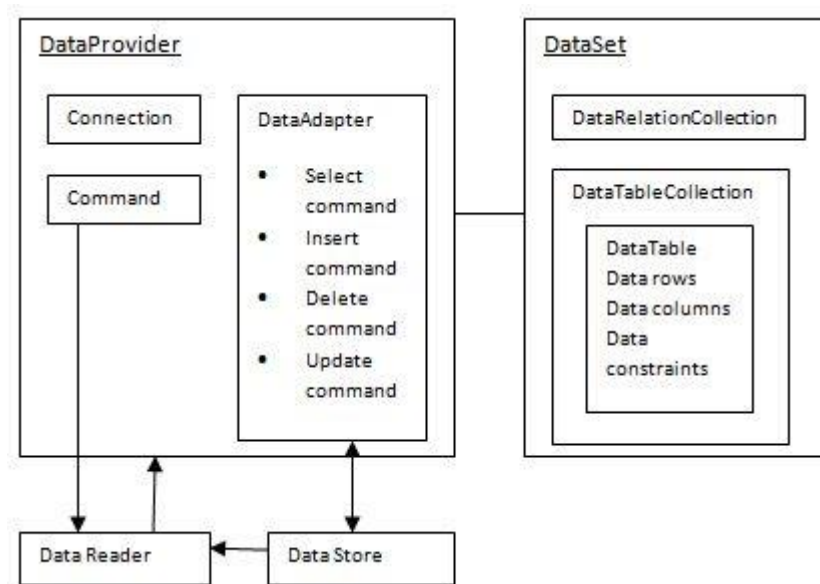 DataProvider
Connection
Command
DataAdapter
• Select
command
• Insert
command
• Delete
command
• Update
command
DataSet
DataRelationCollection
DataTableCollection
DataTable
Data rows
Data columns
Data
constraints
Data Reader
Data Store